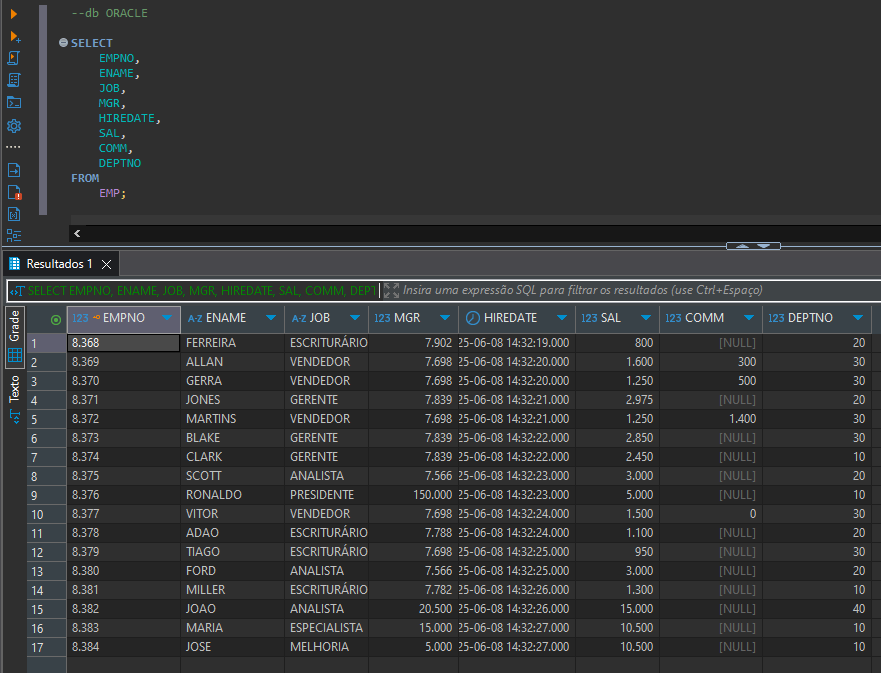 --db ORACLE
SELECT
EMPNO,
ENAME,
JOB,
MGR,
HIREDATE,
SAL,
COMM,
DEPTNO
FROM
EMP;
Resultados 1
SELECT EMPNO, ENAME, JOB, MGR, HIREDATE, SAL, COMM, DEPT Insira uma expressão SQL para filtrar os resultados (use Ctrl+Espaço)
Grade
Texto
123 EMPNO A-Z ENAME A-Z JOB 123 MGR HIREDATE 123 SAL 123 COMM 123 DEPTNO
1 8.368 FERREIRA ESCRITURÁRIO 7.902 25-06-08 14:32:19.000 800 [NULL] 20
2 8.369 ALLAN VENDEDOR 7.698 25-06-08 14:32:20.000 1.600 300 30
3 8.370 GERRA VENDEDOR 7.698 25-06-08 14:32:20.000 1.250 500 30
4 8.371 JONES GERENTE 7.839 25-06-08 14:32:21.000 2.975 [NULL] 20
5 8.372 MARTINS VENDEDOR 7.698 25-06-08 14:32:21.000 1.250 1.400 30
6 8.373 BLAKE GERENTE 7.839 25-06-08 14:32:22.000 2.850 [NULL] 30
7 8.374 CLARK GERENTE 7.839 25-06-08 14:32:22.000 2.450 [NULL] 10
8 8.375 SCOTT ANALISTA 7.566 25-06-08 14:32:23.000 3.000 [NULL] 20
9 8.376 RONALDO PRESIDENTE 150.000 25-06-08 14:32:23.000 5.000 [NULL] 10
10 8.377 VITOR VENDEDOR 7.698 25-06-08 14:32:24.000 1.500 0 30
11 8.378 ADAO ESCRITURÁRIO 7.788 25-06-08 14:32:24.000 1.100 [NULL] 20
12 8.379 TIAGO ESCRITURÁRIO 7.698 25-06-08 14:32:25.000 950 [NULL] 30
13 8.380 FORD ANALISTA 7.566 25-06-08 14:32:25.000 3.000 [NULL] 20
14 8.381 MILLER ESCRITURÁRIO 7.782 25-06-08 14:32:26.000 1.300 [NULL] 10
15 8.382 JOAO ANALISTA 20.500 25-06-08 14:32:26.000 15.000 [NULL] 40
16 8.383 MARIA ESPECIALISTA 15.000 25-06-08 14:32:27.000 10.500 [NULL] 10
17 8.384 JOSE MELHORIA 5.000 25-06-08 14:32:27.000 10.500 [NULL] 10